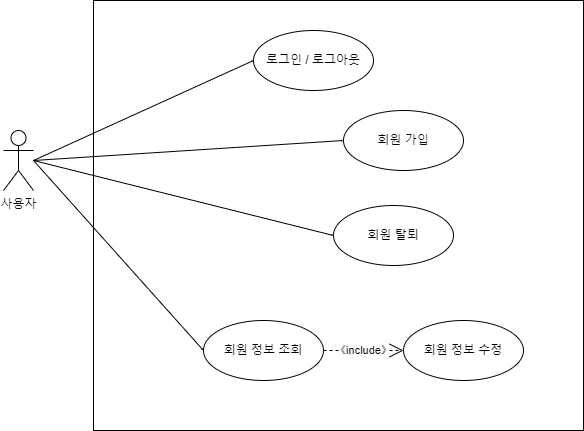 로그인 / 로그아웃
회원 가입
사용자
회원 탈퇴
회원 정보 조회
《include》
회원 정보 수정